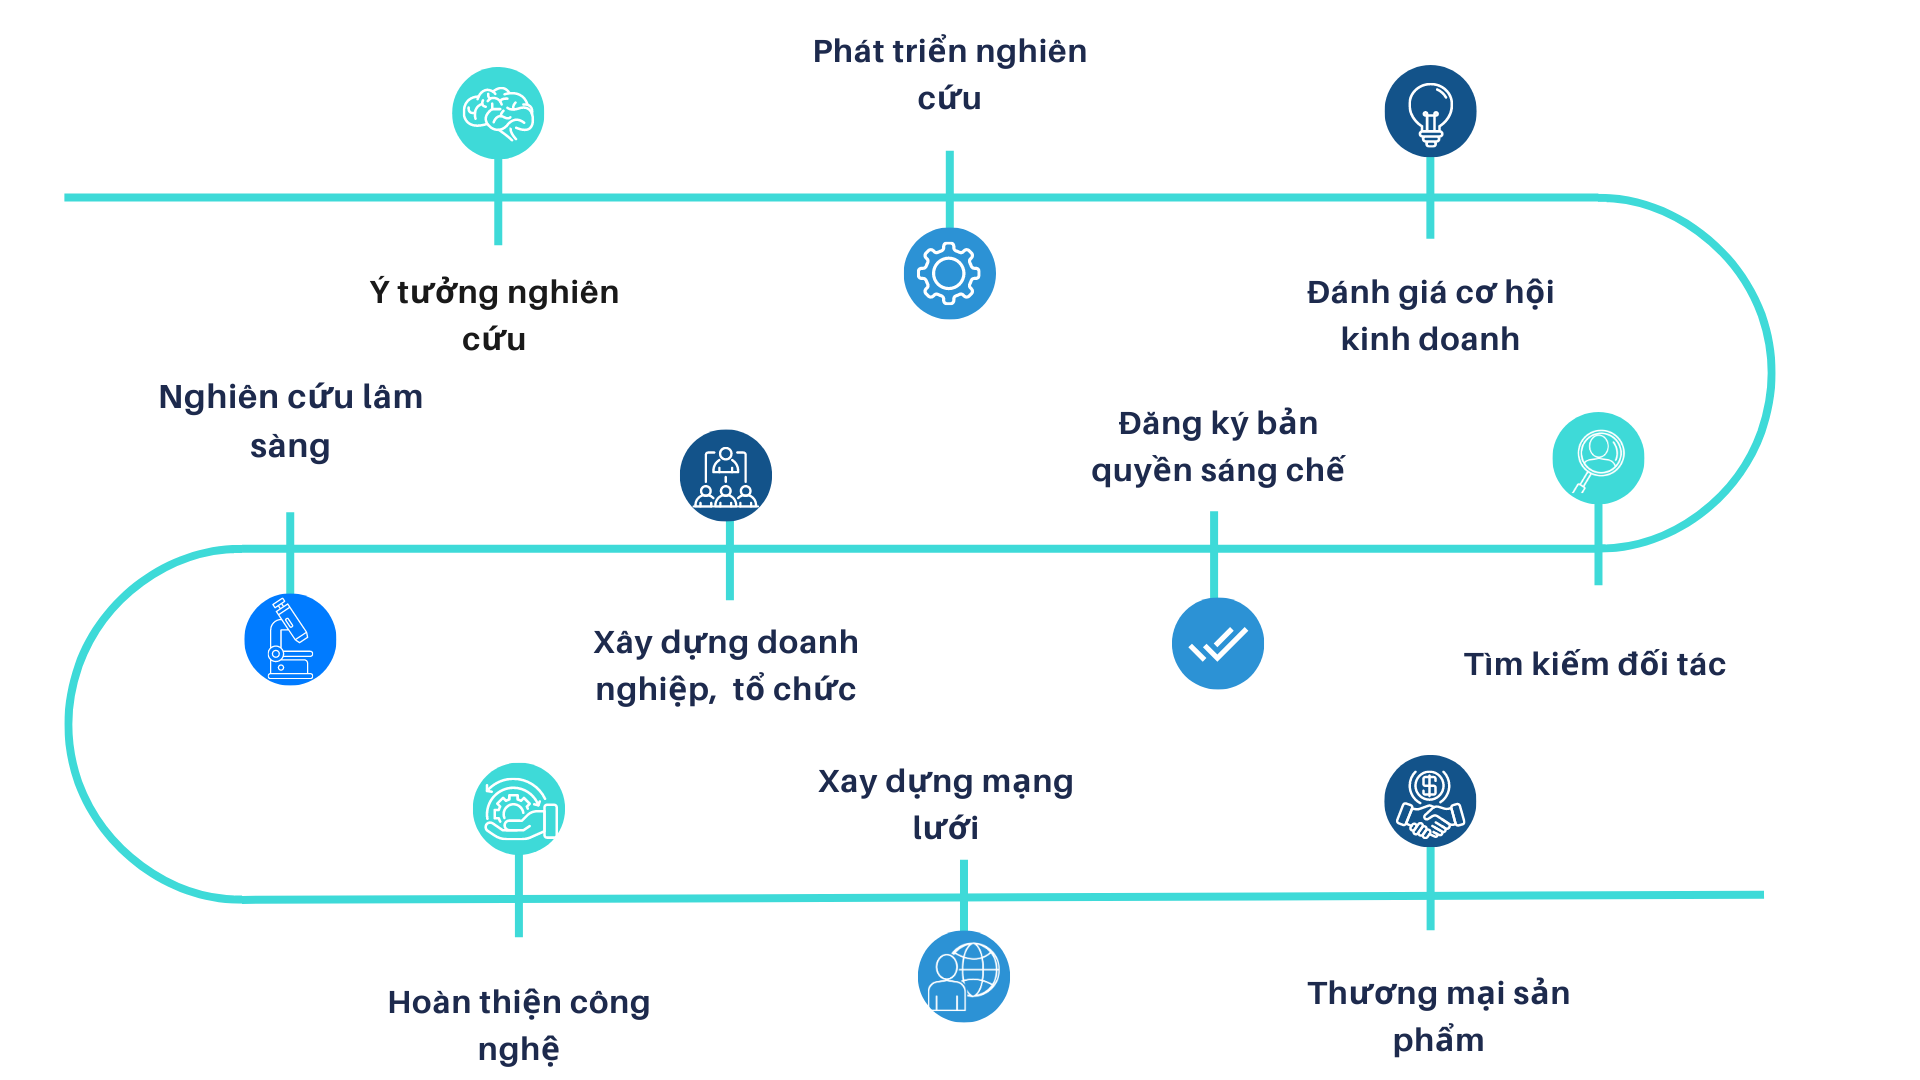 Phát triển nghiên
cứu
Ý tưởng nghiên
cứu
Đánh giá cơ hội
kinh doanh
Nghiên cứu lâm
sàng
Đăng ký bản
quyền sáng chế
Xây dựng doanh
nghiệp,  tổ chức
Tìm kiếm đối tác
Xay dựng mạng
lưới
Hoàn thiện công
nghệ
Thương mại sản
phẩm